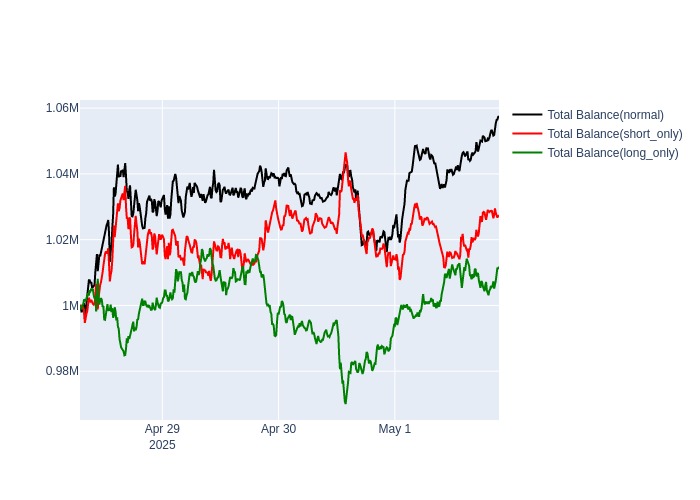 1.06M
1.04M
1.02M
1M
0.98M
Apr 29
2025
Apr 30
May 1
Total Balance(normal)
Total Balance(short_only)
Total Balance(long_only)